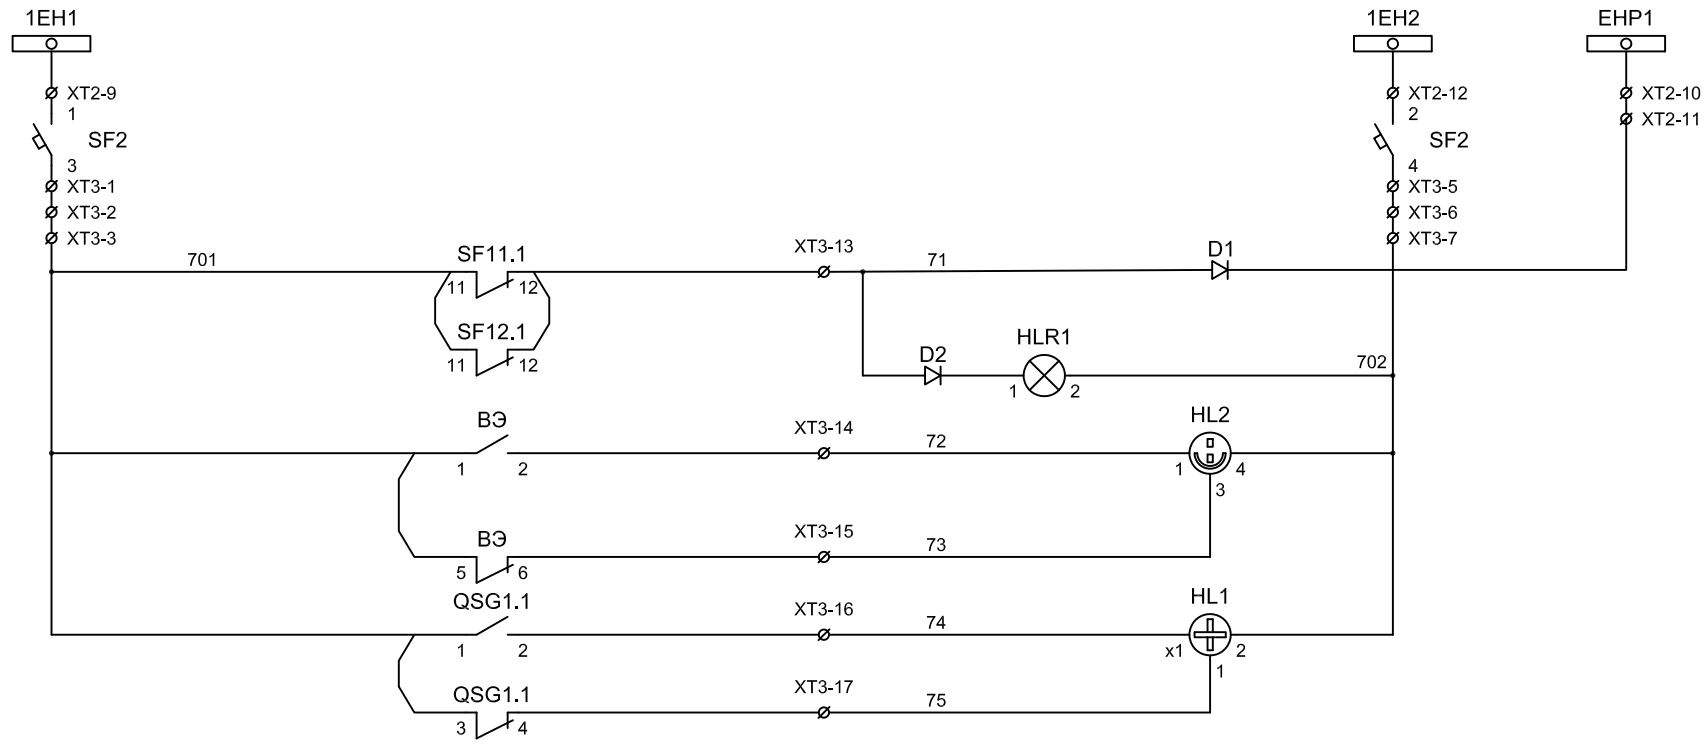 1EH1 1EH2 EHP1
XT2-9 XT2-12 XT2-10
1 2 XT2-11
SF2 SF2
3 4
XT3-1 XT3-5
XT3-2 XT3-6
XT3-3 XT3-7
701 SF11.1 XT3-13 71 D1
11 12
SF12.1 D2 HLR1 702
11 12 1 2
ВЭ XT3-14 72 HL2
1 2 1 4
3
ВЭ XT3-15 73
5 6
QSG1.1 XT3-16 74 HL1
1 2 x1 2
1
QSG1.1 XT3-17 75
3 4